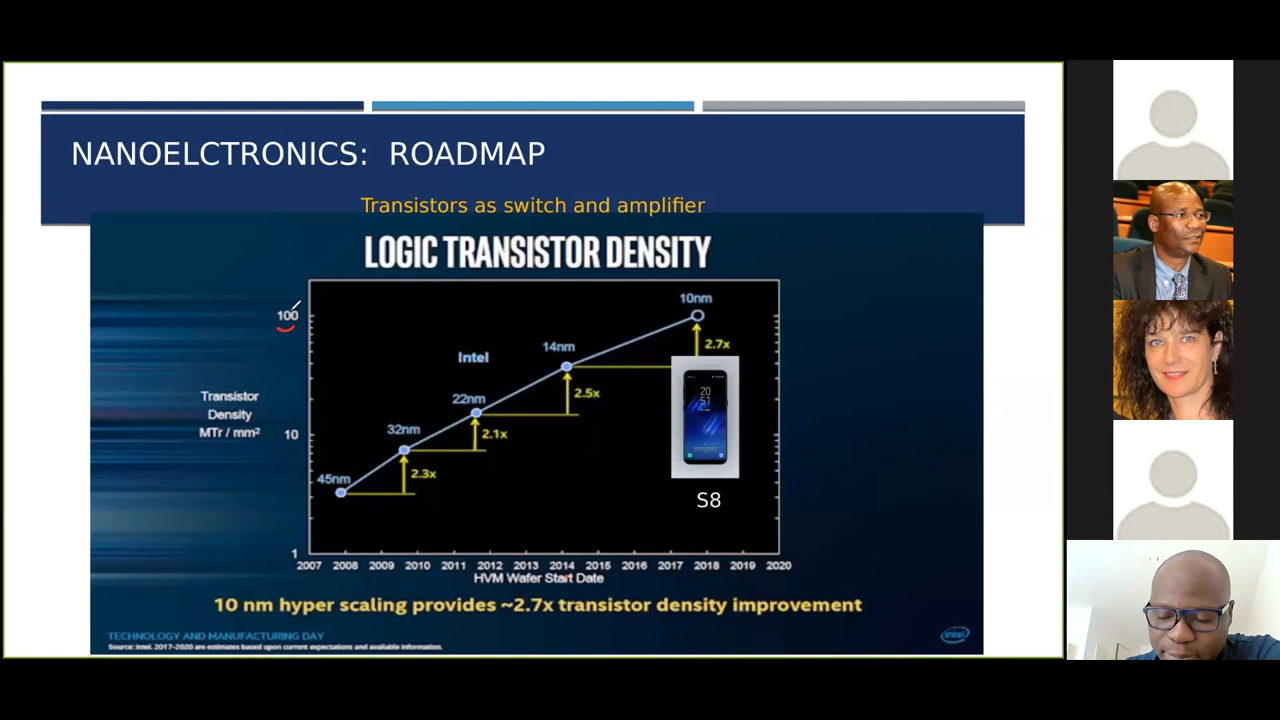 NANOELCTRONICS: ROADMAP
Transistors as switch and amplifier
LOGIC TRANSISTOR DENSITY
10nm
100
2.7x
14nm
Intel
2.5x
22nm
Transistor
Density
MTr / mm²
20
51
32nm
2.1x
10
45nm
2.3x
S8
1
2007 2008 2009 2010 2011 2012 2013 2014 2015 2016 2017 2018 2019 2020
HVM Wafer Start Date
10 nm hyper scaling provides ~2.7x transistor density improvement
TECHNOLOGY AND MANUFACTURING DAY
Source: Intel. 2017-2020 are estimates based upon current expectations and available information.
intel